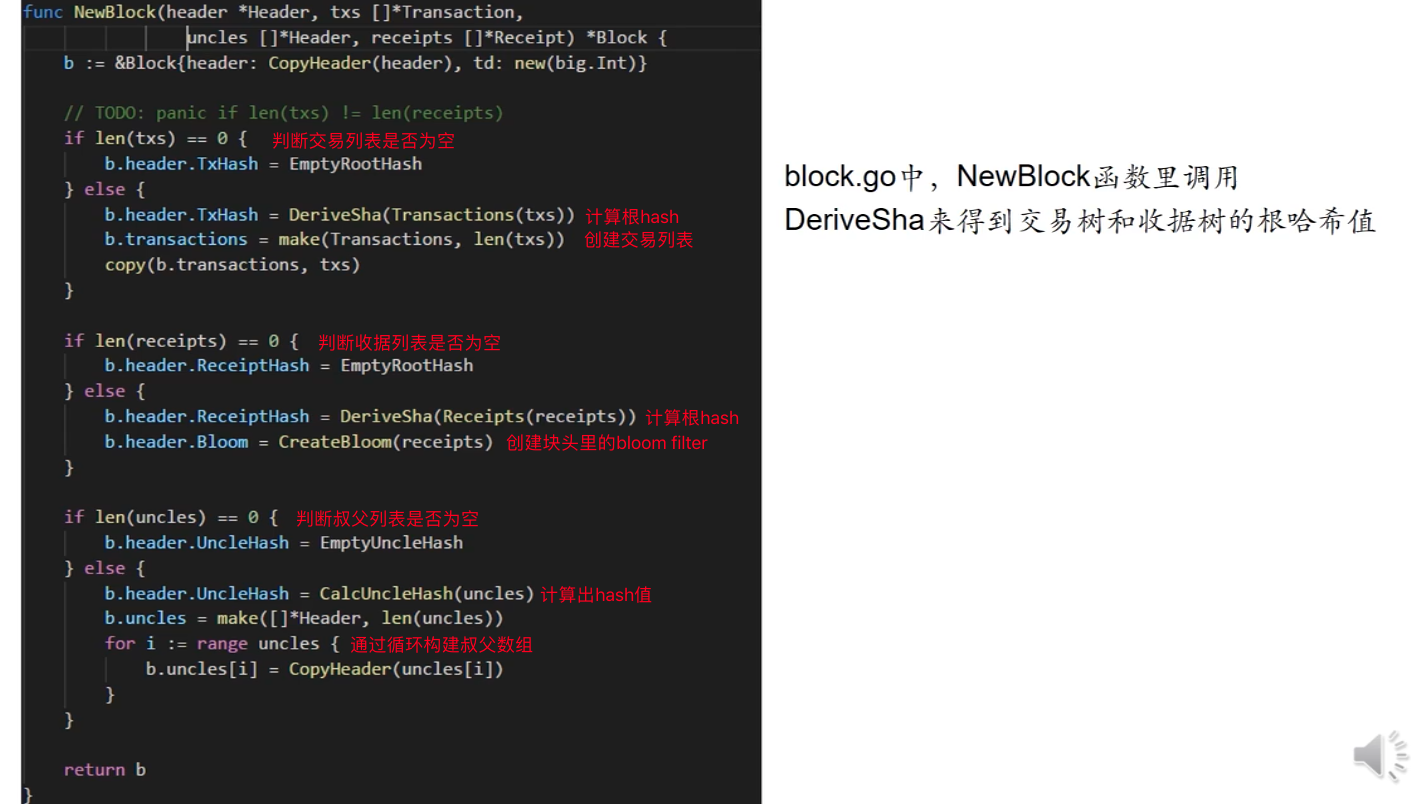 func NewBlock(header *Header, txs []*Transaction,
uncles []*Header, receipts []*Receipt) *Block {
b := &Block{header: CopyHeader(header), td: new(big.Int)}
// TODO: panic if len(txs) != len(receipts)
if len(txs) == 0 { 判断交易列表是否为空
b.header.TxHash = EmptyRootHash
} else {
b.header.TxHash = DeriveSha(Transactions(txs)) 计算根hash
b.transactions = make(Transactions, len(txs)) 创建交易列表
copy(b.transactions, txs)
}
if len(receipts) == 0 { 判断收据列表是否为空
b.header.ReceiptHash = EmptyRootHash
} else {
b.header.ReceiptHash = DeriveSha(Receipts(receipts)) 计算根hash
b.header.Bloom = CreateBloom(receipts) 创建块头里的bloom filter
}
if len(uncles) == 0 { 判断叔父列表是否为空
b.header.UncleHash = EmptyUncleHash
} else {
b.header.UncleHash = CalcUncleHash(uncles) 计算出hash值
b.uncles = make([]*Header, len(uncles))
for i := range uncles { 通过循环构建叔父数组
b.uncles[i] = CopyHeader(uncles[i])
}
}
return b
}
block.go中，NewBlock函数里调用
DeriveSha来得到交易树和收据树的根哈希值